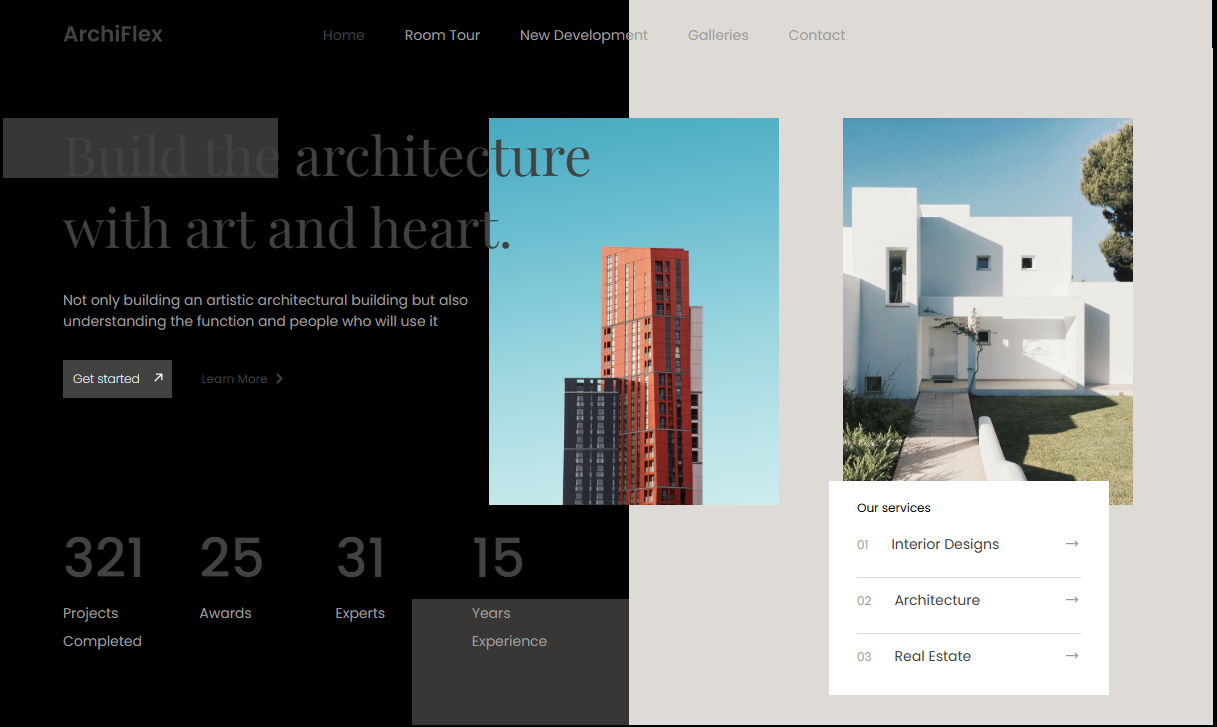 ArchiFlex
Home Room Tour New Development Galleries Contact
Build the architecture
with art and heart.
Not only building an artistic architectural building but also
understanding the function and people who will use it
Get started
Learn More
321 25 31 15
Projects Awards Experts Years
Completed Experience
Our services
01 Interior Designs
02 Architecture
03 Real Estate